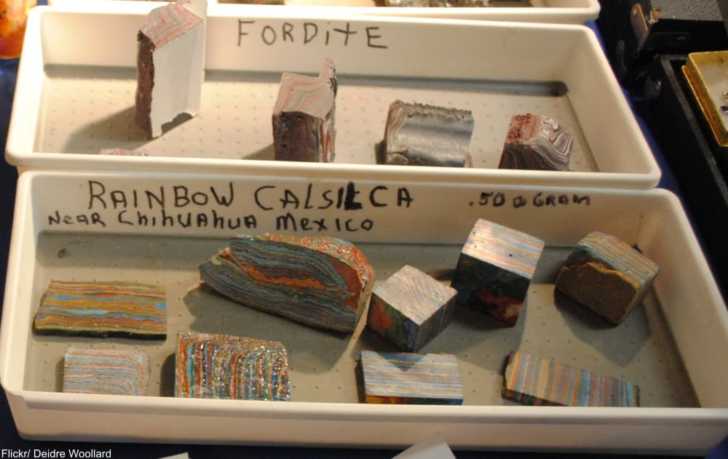 FORDITE
RAINBOW CALSILCA
NEAR CHIHUAHUA MEXICO
.50 a GRAM
Flickr/ Deidre Woollard